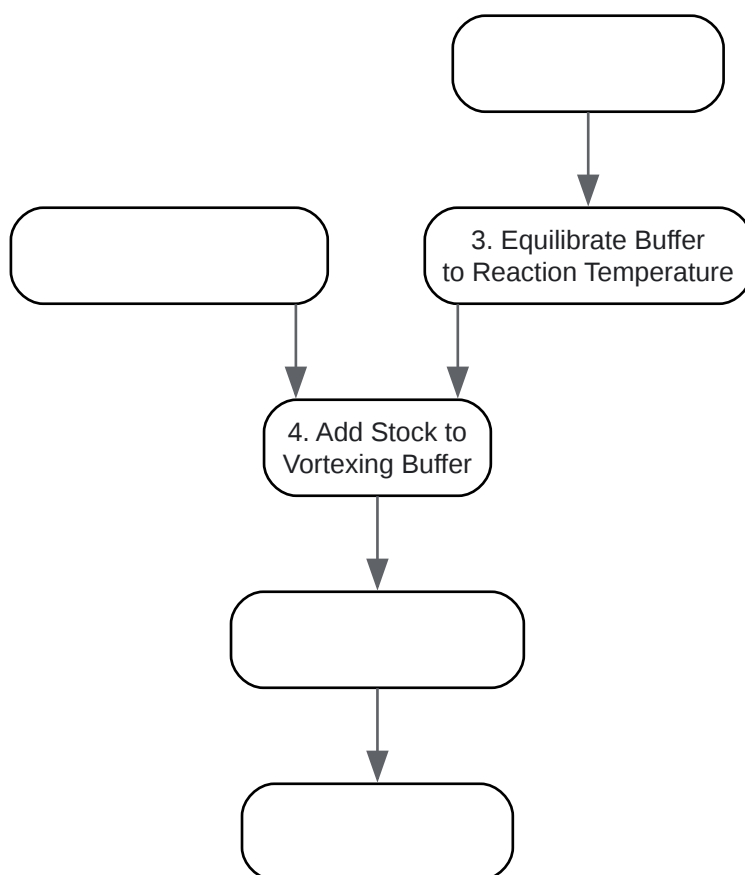 3. Equilibrate Buffer
to Reaction Temperature
4. Add Stock to
Vortexing Buffer